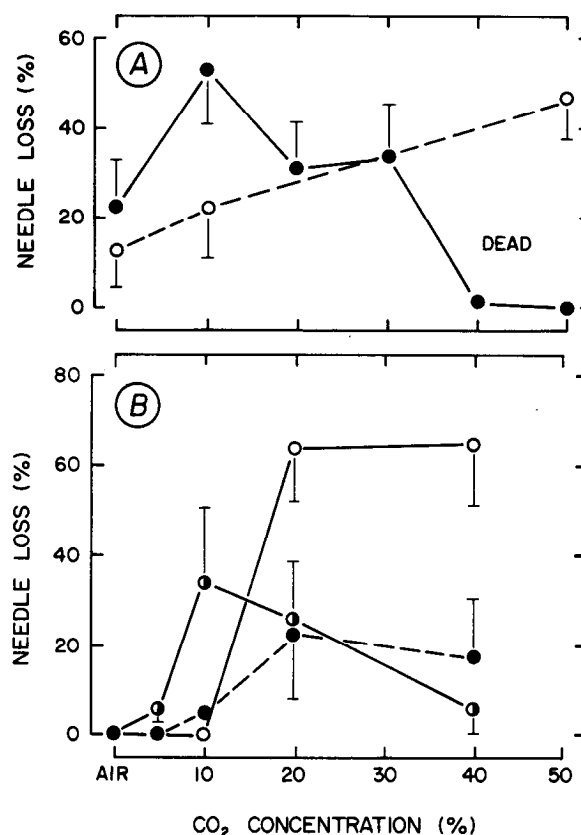 A
NEEDLE LOSS (%)
60
40
20
0
DEAD
B
NEEDLE LOSS (%)
80
60
40
20
0
AIR 10 20 30 40 50
CO₂ CONCENTRATION (%)